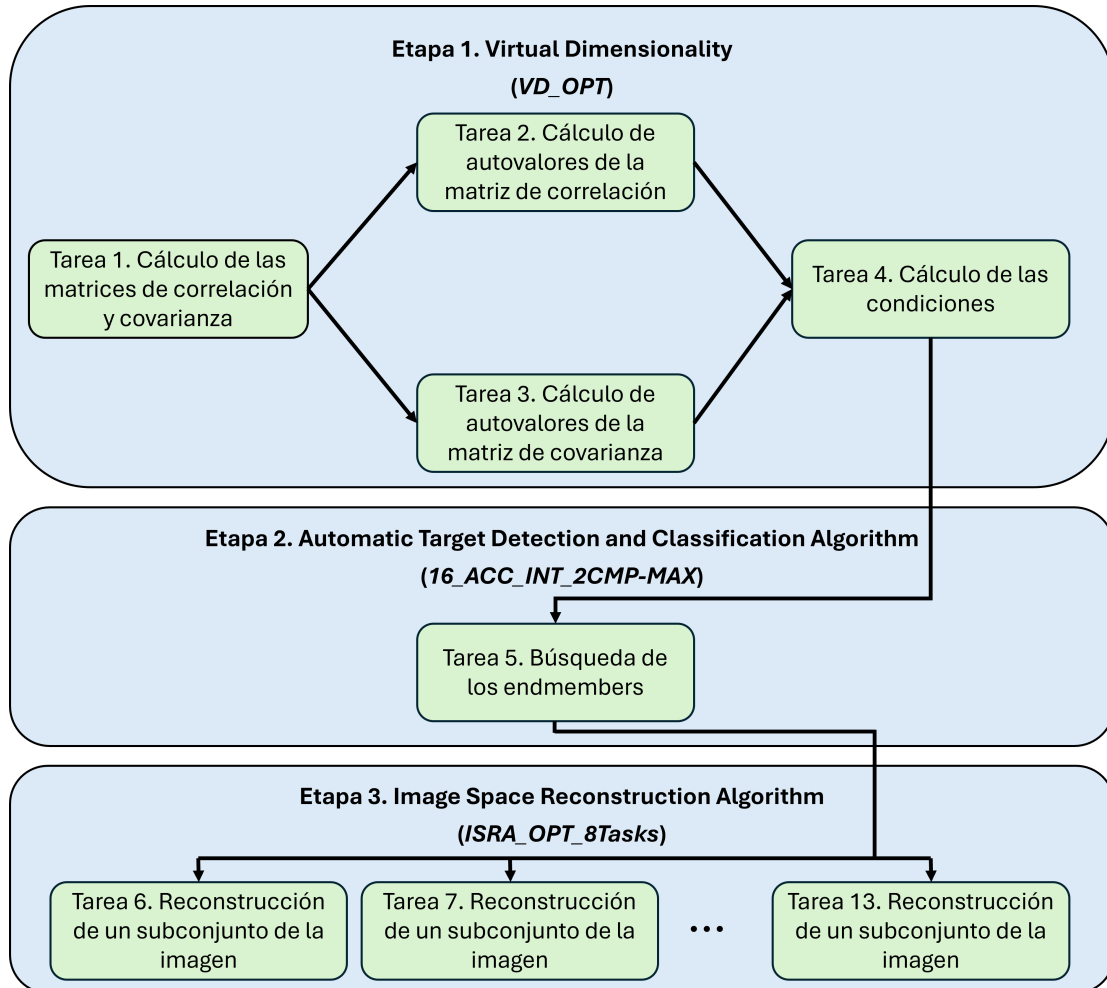 Etapa 1. Virtual Dimensionality
(VD_OPT)
Tarea 2. Cálculo de
autovalores de la
matriz de correlación
Tarea 1. Cálculo de las
matrices de correlación
y covarianza
Tarea 4. Cálculo de las
condiciones
Tarea 3. Cálculo de
autovalores de la
matriz de covarianza
Etapa 2. Automatic Target Detection and Classification Algorithm
(16_ACC_INT_2CMP-MAX)
Tarea 5. Búsqueda de
los endmembers
Etapa 3. Image Space Reconstruction Algorithm
(ISRA_OPT_8Tasks)
Tarea 6. Reconstrucción
de un subconjunto de la
imagen
Tarea 7. Reconstrucción
de un subconjunto de la
imagen
...
Tarea 13. Reconstrucción
de un subconjunto de la
imagen